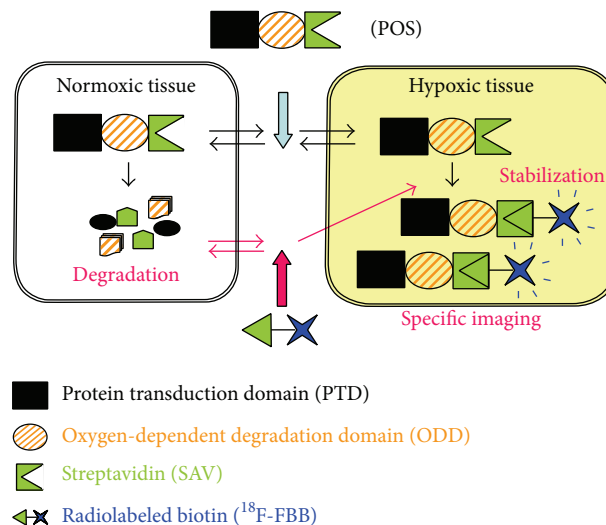 (POS)
Normoxic tissue
Hypoxic tissue
Stabilization
Degradation
Specific imaging
Protein transduction domain (PTD)
Oxygen-dependent degradation domain (ODD)
Streptavidin (SAV)
Radiolabeled biotin (¹⁸F-FBB)